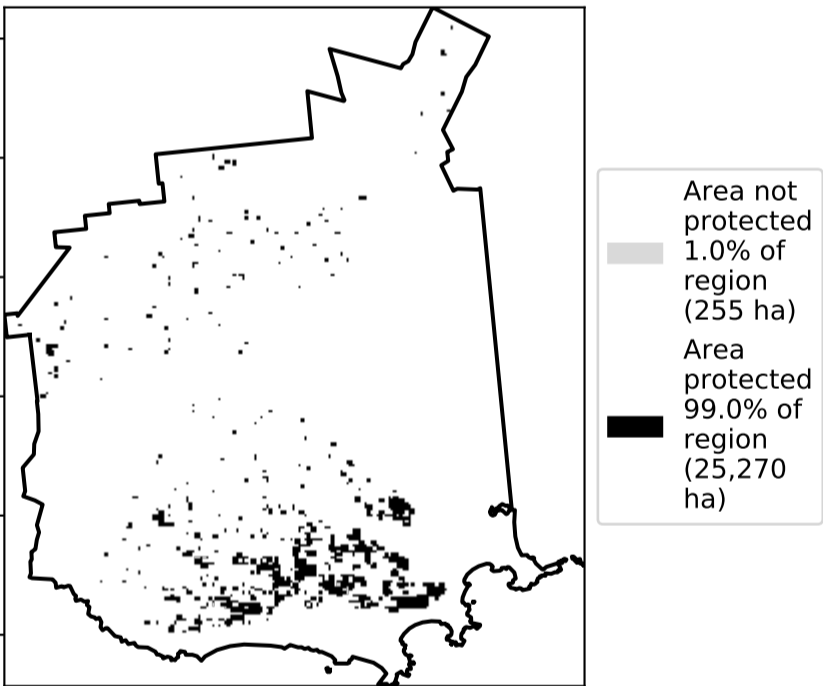 Area not
protected
1.0% of
region
(255 ha)
Area
protected
99.0% of
region
(25,270
ha)